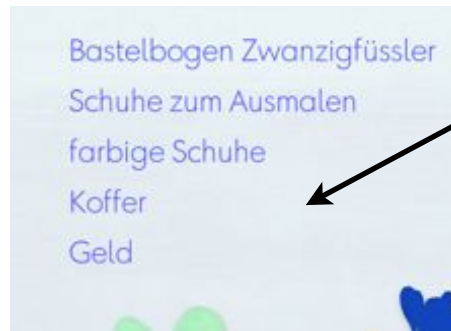 Bastelbogen Zwanzigfüssler
Schuhe zum Ausmalen
farbige Schuhe
Koffer
Geld